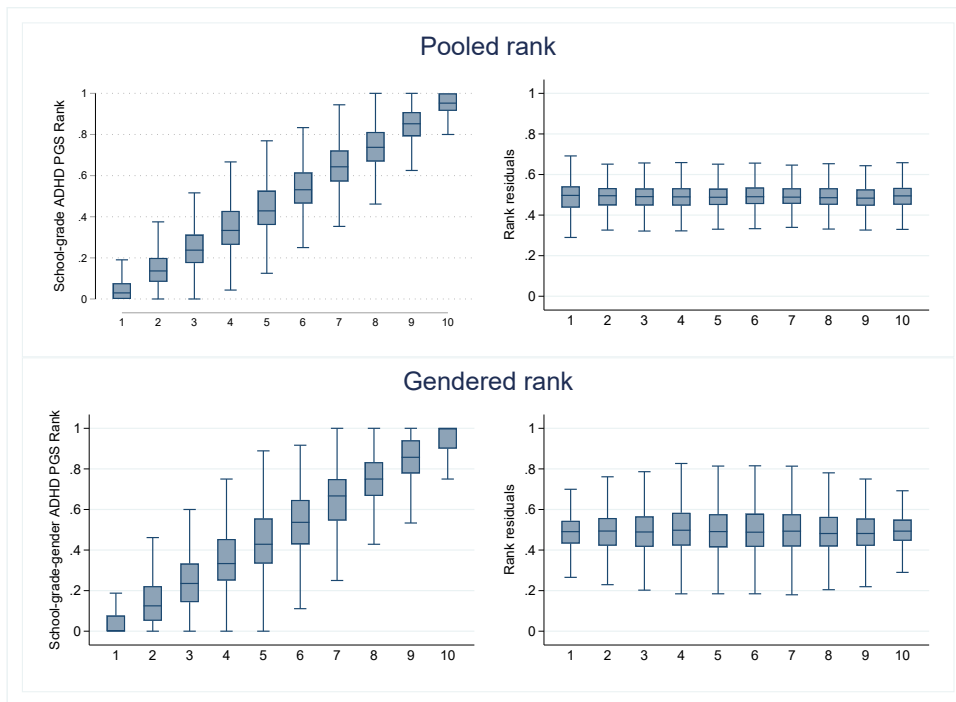 Pooled rank
School-grade ADHD PGS Rank
1
.8
.6
.4
.2
0
1 2 3 4 5 6 7 8 9 10
Rank residuals
1
.8
.6
.4
.2
0
1 2 3 4 5 6 7 8 9 10
Gendered rank
School-grade-gender ADHD PGS Rank
1
.8
.6
.4
.2
0
1 2 3 4 5 6 7 8 9 10
Rank residuals
1
.8
.6
.4
.2
0
1 2 3 4 5 6 7 8 9 10